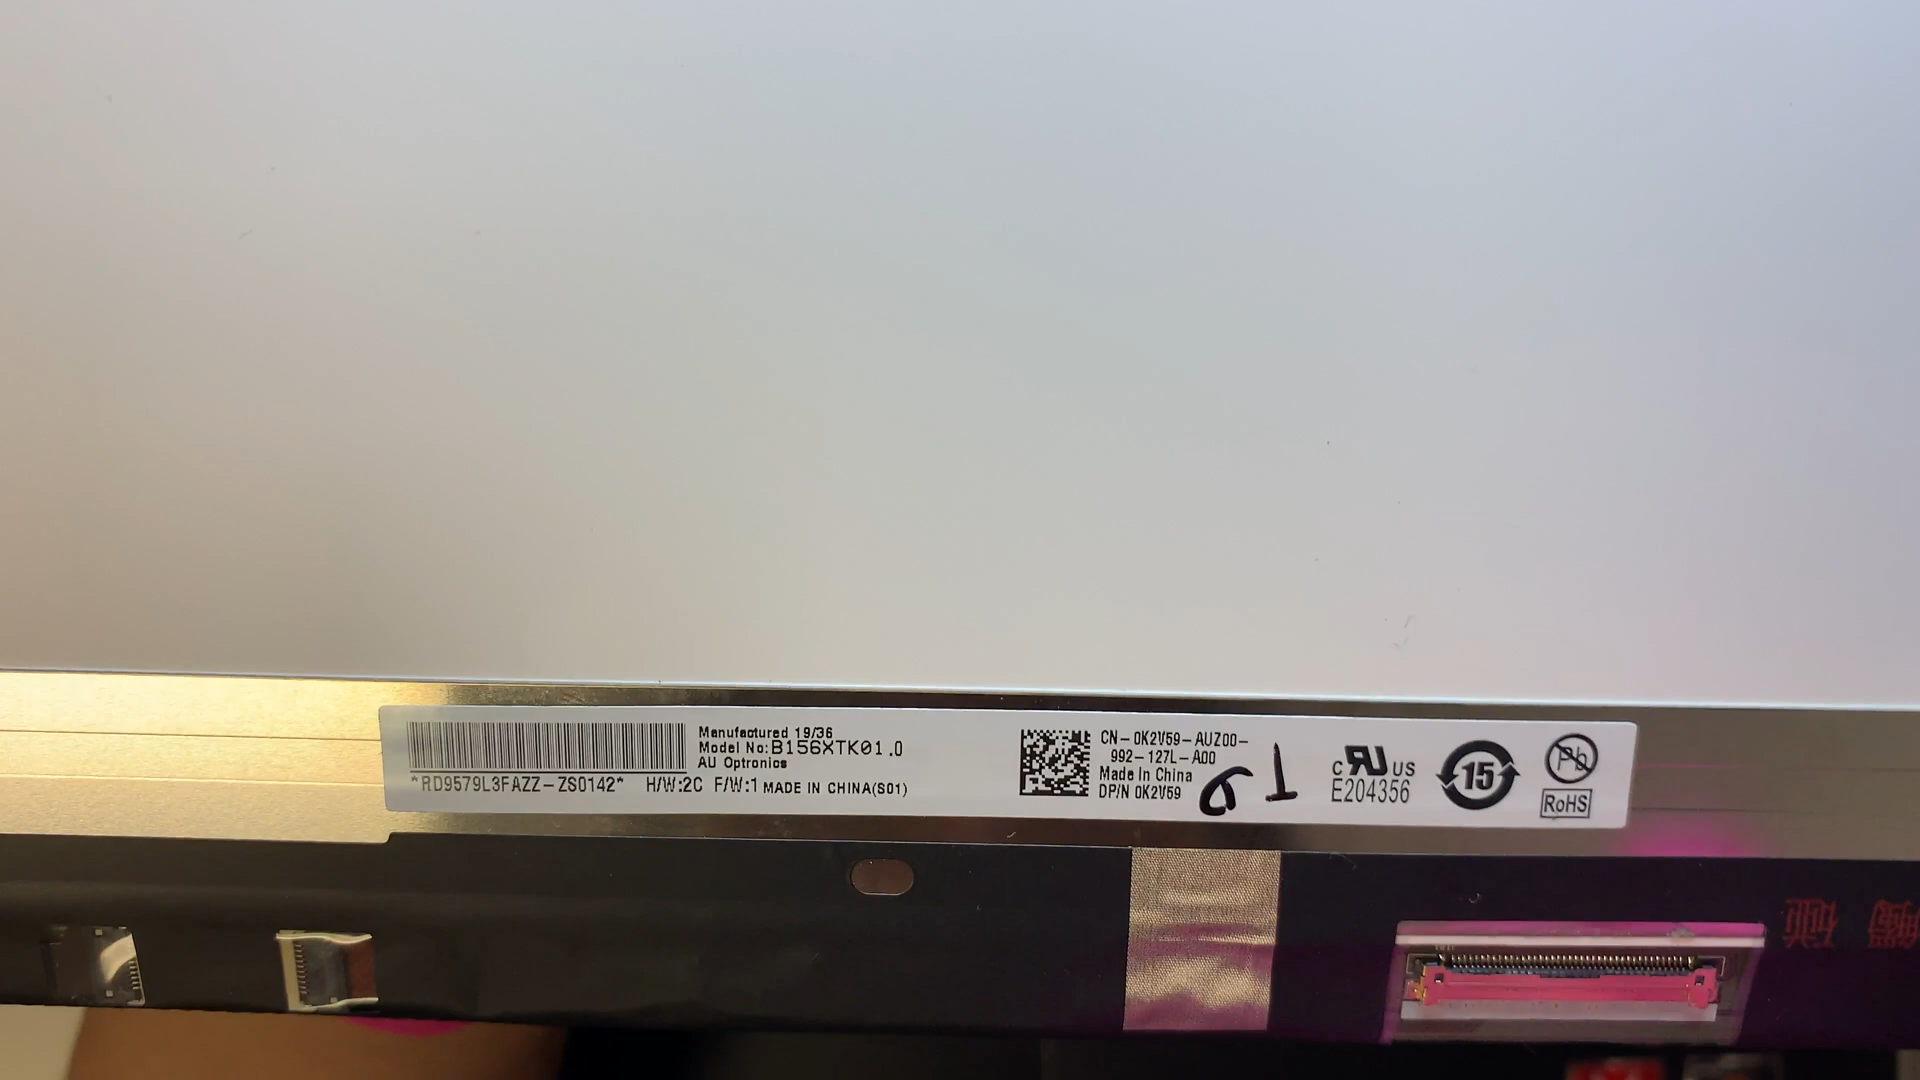 Manufactured 19/36
Model No:B156XTK01.0
AU Optronics
*RD9579L3FAZZ-ZS0142* H/W:2C F/W:1 MADE IN CHINA(S01)
CN-0K2V59-AUZ00-
992-127L-A00
Made In China
DP/N 0K2V59
c RU US
E204356
15
Pb
RoHS